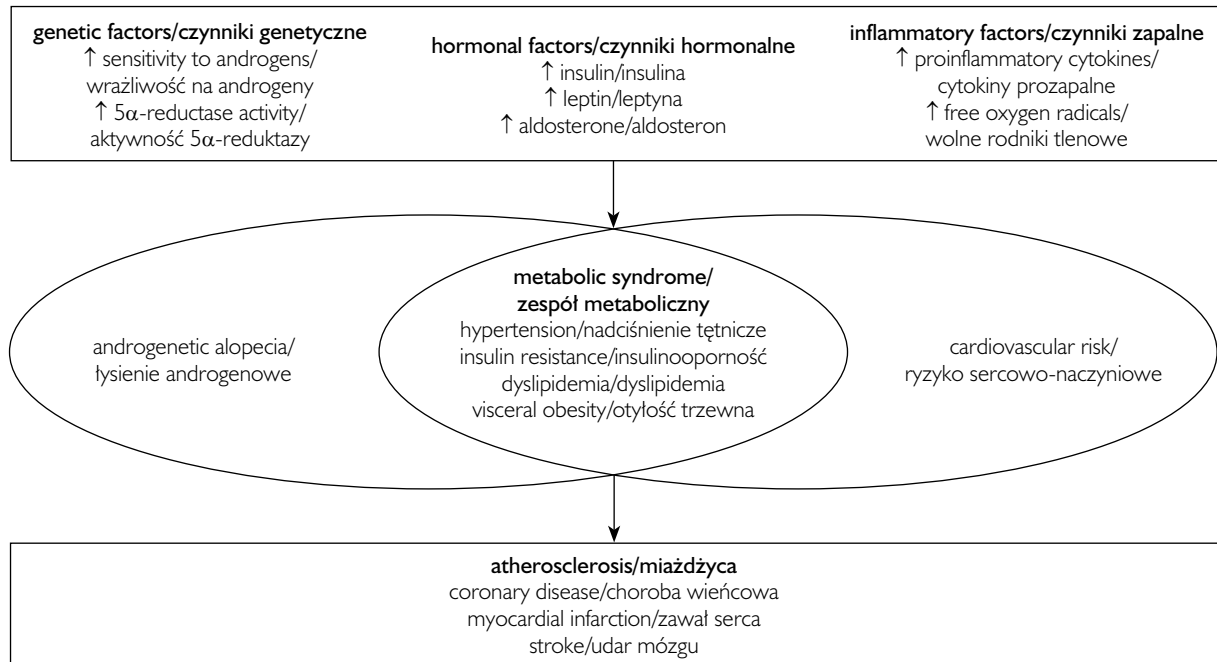 genetic factors/czynniki genetyczne
↑ sensitivity to androgens/
wrażliwość na androgeny
↑ 5α-reductase activity/
aktywność 5α-reduktazy
hormonal factors/czynniki hormonalne
↑ insulin/insulina
↑ leptin/leptyna
↑ aldosterone/aldosteron
inflammatory factors/czynniki zapalne
↑ proinflammatory cytokines/
cytokiny prozapalne
↑ free oxygen radicals/
wolne rodniki tlenowe
androgenetic alopecia/
łysienie androgenowe
metabolic syndrome/
zespół metaboliczny
hypertension/nadciśnienie tętnicze
insulin resistance/insulinooporność
dyslipidemia/dyslipidemia
visceral obesity/otyłość trzewna
cardiovascular risk/
ryzyko sercowo-naczyniowe
atherosclerosis/miażdżyca
coronary disease/choroba wieńcowa
myocardial infarction/zawał serca
stroke/udar mózgu